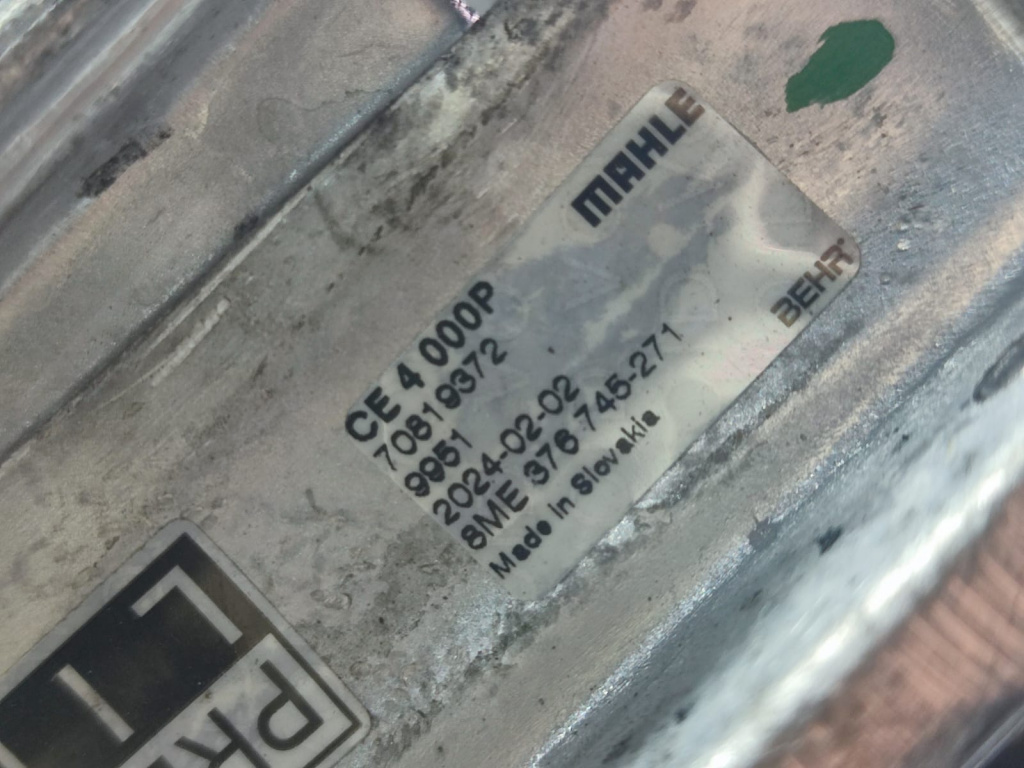 MAHLE
BEHR®
CE 4 000P
70819372
9951
2024-02-02
8ME 376 745-271
Made in Slovakia